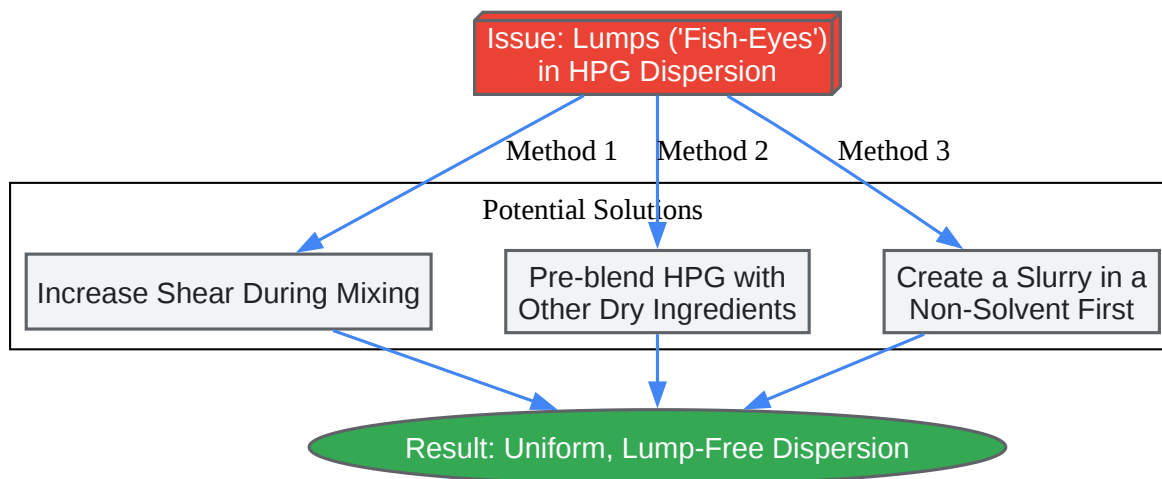 Issue: Lumps ('Fish-Eyes')
in HPG Dispersion
Method 1
Method 2
Method 3
Potential Solutions
Increase Shear During Mixing
Pre-blend HPG with
Other Dry Ingredients
Create a Slurry in a
Non-Solvent First
Result: Uniform, Lump-Free Dispersion